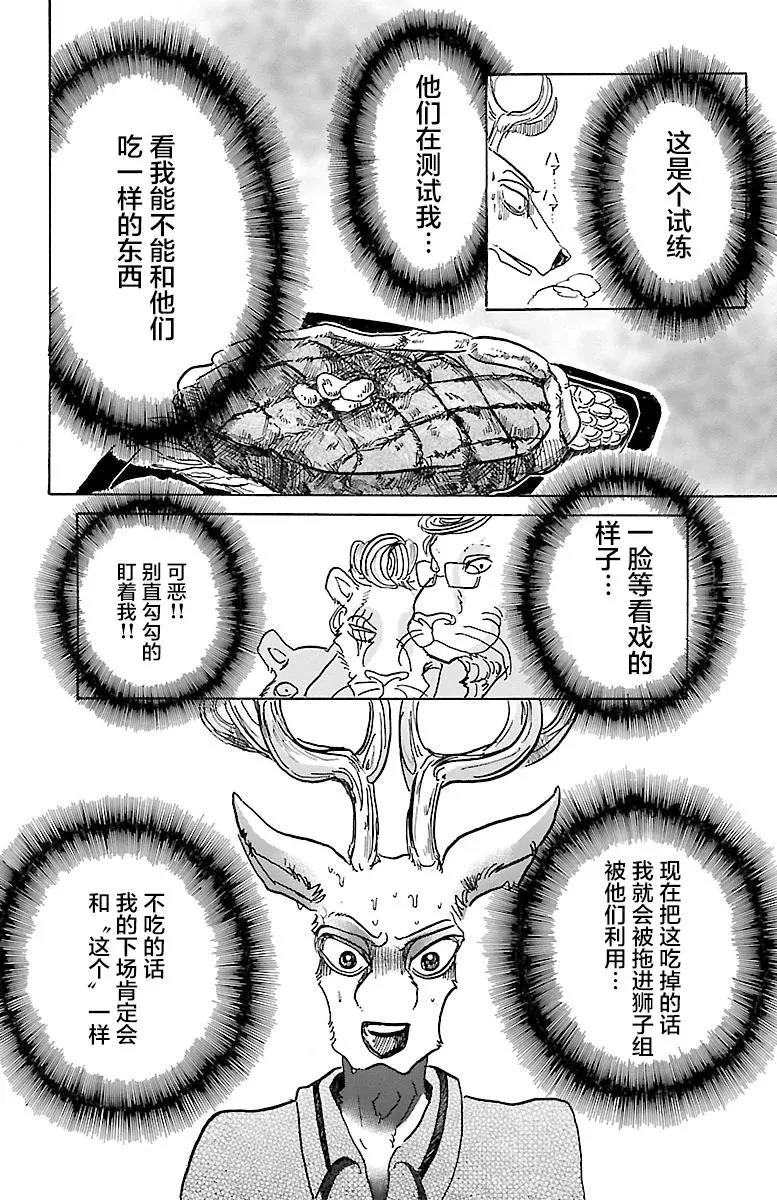 这是个试练
ハァ…
ハァ…
他们
在测试
我…
看我能不能和他们
吃一样的东西
一脸等看戏的
样子…
可恶!!
别直勾勾的
盯着我!!
现在把这吃掉的话
我就会被拖进狮子组
被他们利用…
不吃的话
我的下场肯定会
和〝这个〞一样